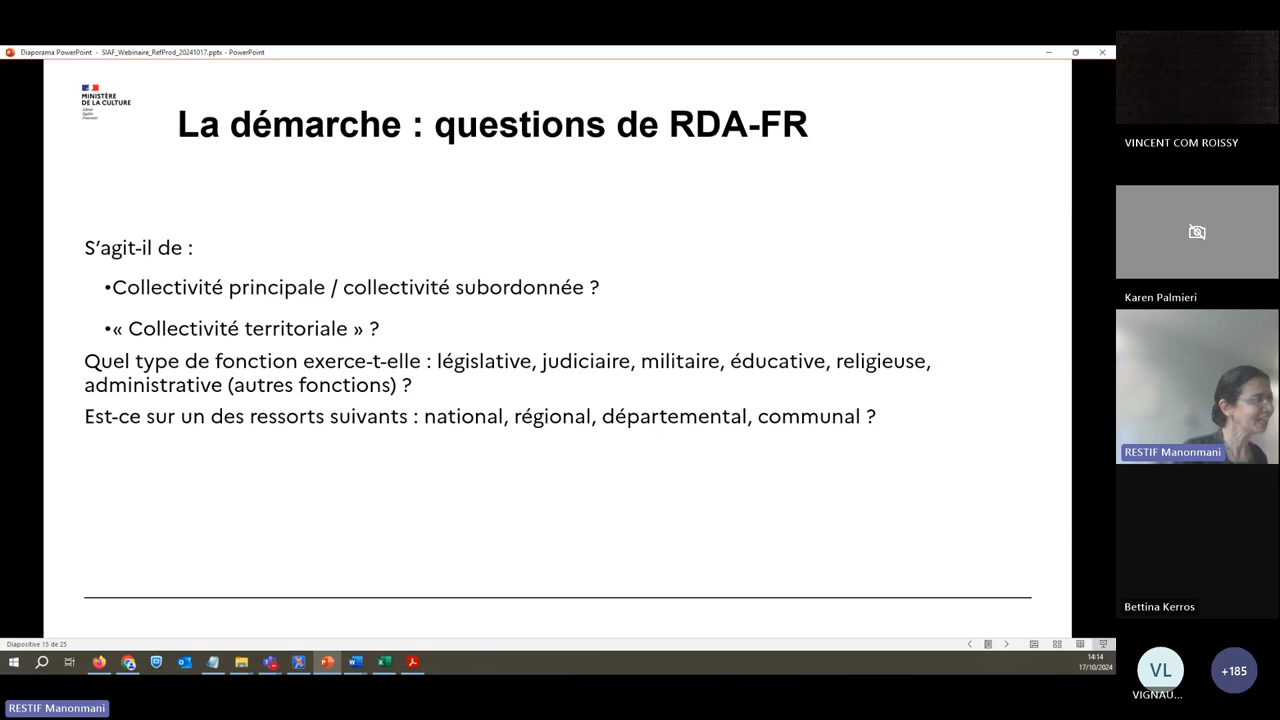 Diaporama PowerPoint - SIAF_Webinaire_RefProd_20241017.pptx - PowerPoint
MINISTÈRE
DE LA CULTURE
Liberté
Égalité
Fraternité
La démarche : questions de RDA-FR
S'agit-il de :
•Collectivité principale / collectivité subordonnée ?
•« Collectivité territoriale » ?
Quel type de fonction exerce-t-elle : législative, judiciaire, militaire, éducative, religieuse,
administrative (autres fonctions) ?
Est-ce sur un des ressorts suivants : national, régional, départemental, communal ?
Diapositive 15 de 25
14:14
17/10/2024
RESTIF Manonmani
VINCENT COM ROISSY
Karen Palmieri
RESTIF Manonmani
Bettina Kerros
VL
VIGNAU...
+185